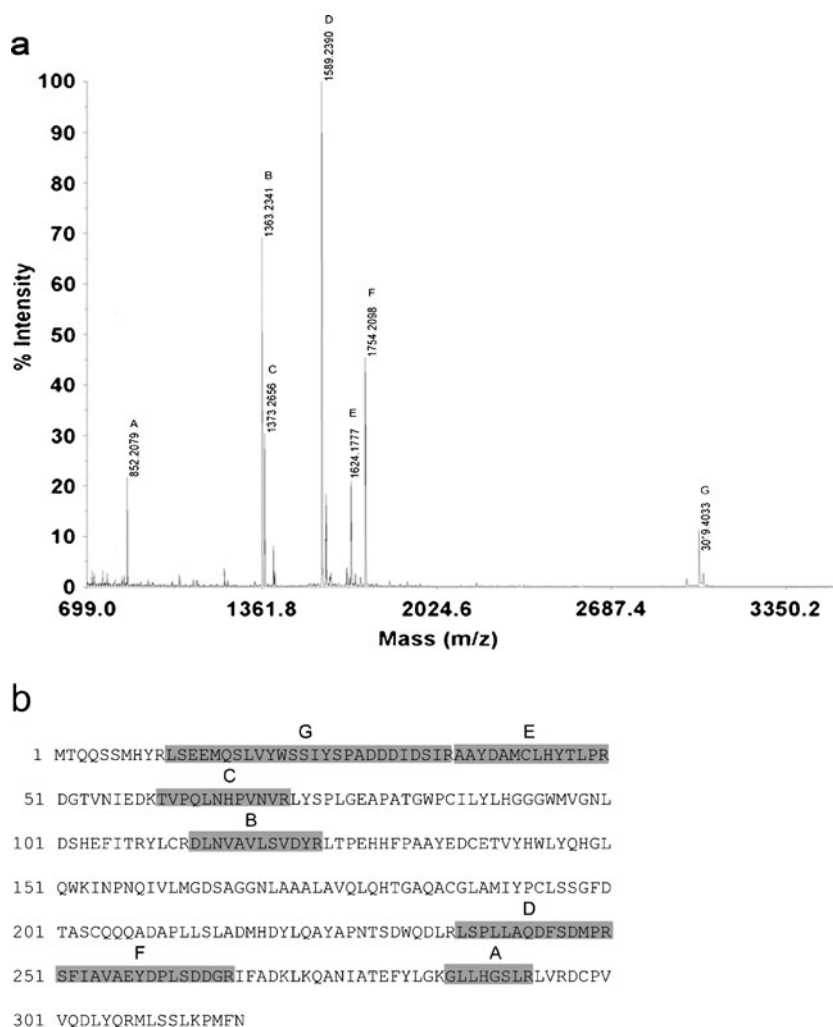 a
D
1589.2390
100
90
80
70
60
50
40
30
20
10
0
% Intensity
B
1363.2341
C
1373.2656
F
1754.2098
E
1624.1777
A
852.2079
G
30*9.4033
699.0 1361.8 2024.6 2687.4 3350.2
Mass (m/z)
b
G E
1 MTQQSSMHYRLSEEMQSLVYWSSIYSPADDDIDSIRAAYDAMCLHYTLPR
C
51 DGTVNIEDKTVPQLNHPVNVRLYSPLGEAPATGWPCILYLHGGGWMVGNL
B
101 DSHEFITRYLCRDLNVAVLSVDYRLTPEHHFPAAYEDCETVYHWLYQHGL
151 QWKINPNQIVLMGDSAGGNLAAALAVQLQHTGAQACGLAMIYPCLSSGFD
D
201 TASCQQQADAPLLSLADMHDYLQAYAPNTSDWQDLRLSPLLAQDFSDMPR
F A
251 SFIAVAEYDPLSDDGRIFADKLKQANIATEFYLGKGLLHGSLRLVRDCPV
301 VQDLYQRMLSSLKPMFN